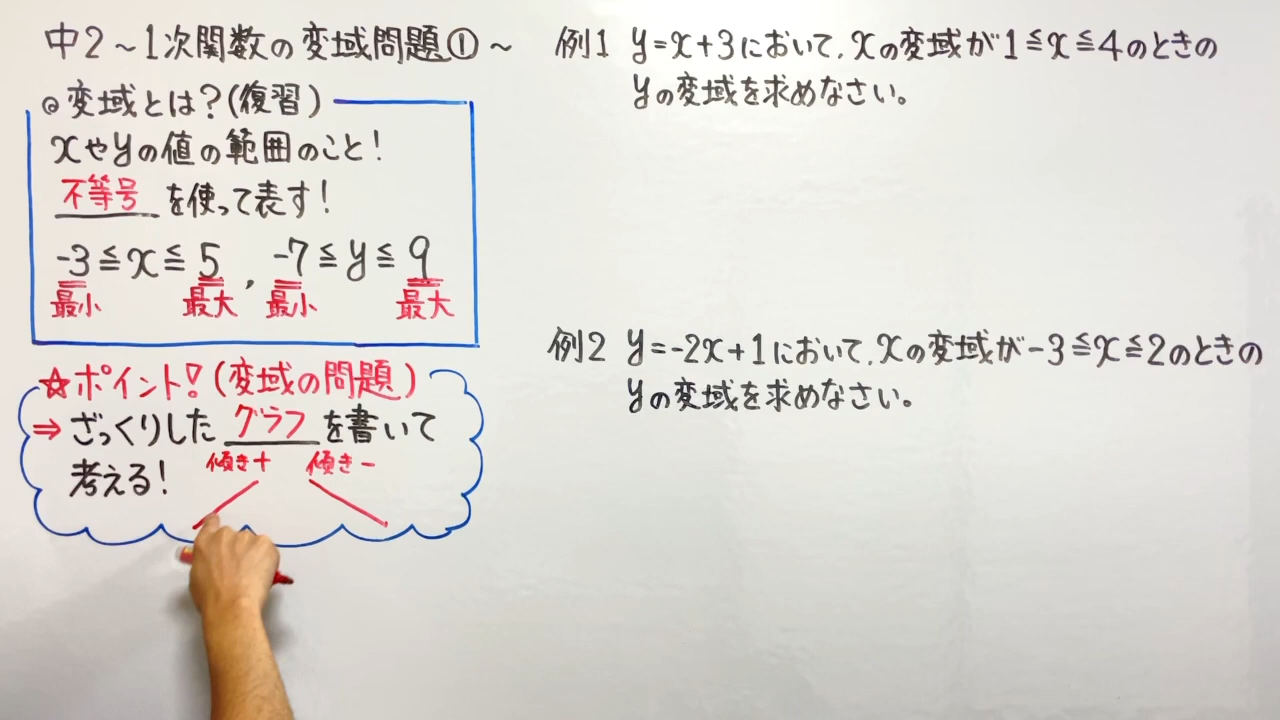 中2～1次関数の変域問題①～
◎変域とは?(復習)
xやyの値の範囲のこと!
不等号を使って表す!
-3≦x≦5, -7≦y≦9
最小 最大 最小 最大
☆ポイント!(変域の問題)
⇒ざっくりしたグラフを書いて
考える!
傾き+ 傾き-
例1 y=x+3において,xの変域が1≦x≦4のときの
yの変域を求めなさい。
例2 y=-2x+1において,xの変域が-3≦x≦2のときの
yの変域を求めなさい。